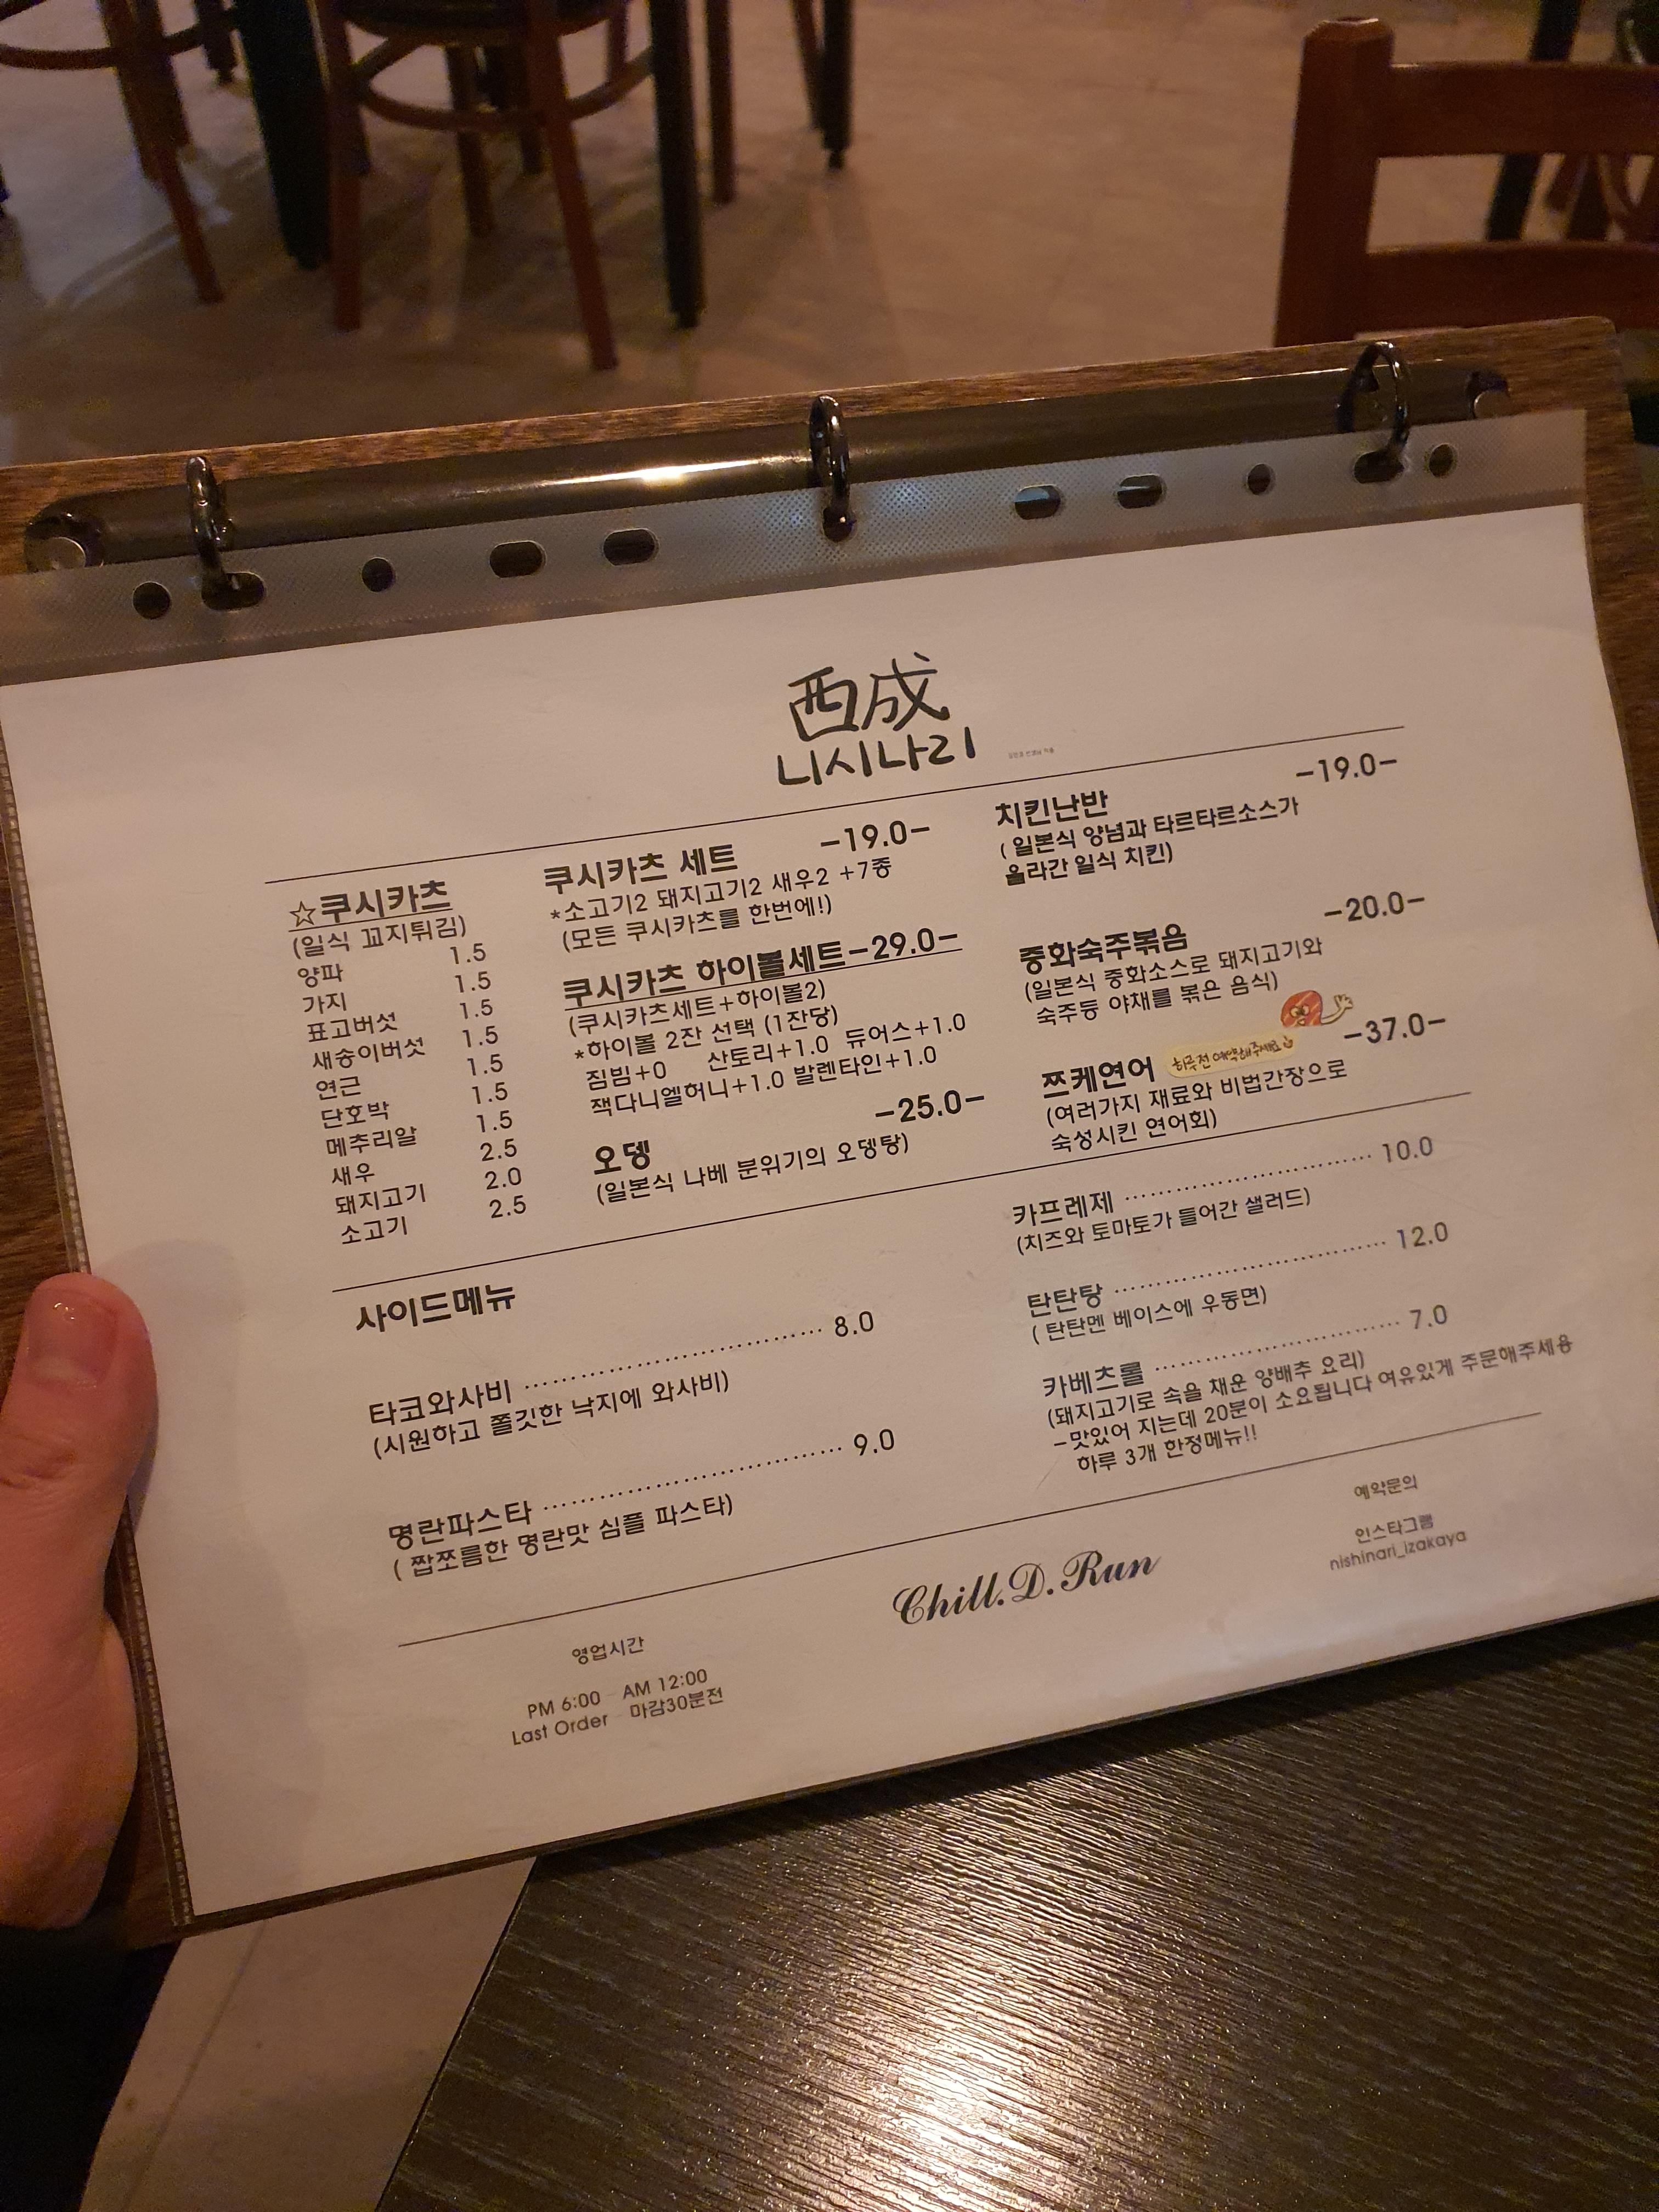 西成
니시나리
☆쿠시카츠
(일식 꼬지튀김)
양파 1.5
가지 1.5
표고버섯 1.5
새송이버섯 1.5
연근 1.5
단호박 1.5
메추리알 1.5
새우 2.5
돼지고기 2.0
소고기 2.5
쿠시카츠 세트 -19.0-
*소고기2 돼지고기2 새우2 +7종
(모든 쿠시카츠를 한번에!)
쿠시카츠 하이볼세트-29.0-
(쿠시카츠세트+하이볼2)
*하이볼 2잔 선택 (1잔당)
짐빔+0 산토리+1.0 듀어스+1.0
잭다니엘허니+1.0 발렌타인+1.0
오뎅 -25.0-
(일본식 나베 분위기의 오뎅탕)
치킨난반 -19.0-
( 일본식 양념과 타르타르소스가
올라간 일식 치킨)
중화숙주볶음 -20.0-
(일본식 중화소스로 돼지고기와
숙주등 야채를 볶은 음식)
쯔케연어 하루전 예약해주세요 -37.0-
(여러가지 재료와 비법간장으로
숙성시킨 연어회)
사이드메뉴
타코와사비 ⋯⋯⋯⋯⋯⋯⋯⋯ 8.0
(시원하고 쫄깃한 낙지에 와사비)
명란파스타 ⋯⋯⋯⋯⋯⋯⋯⋯ 9.0
( 짭쪼름한 명란맛 심플 파스타)
카프레제 ⋯⋯⋯⋯⋯⋯⋯⋯ 10.0
(치즈와 토마토가 들어간 샐러드)
탄탄탕 ⋯⋯⋯⋯⋯⋯⋯⋯ 12.0
( 탄탄멘 베이스에 우동면)
카베츠롤 ⋯⋯⋯⋯⋯⋯⋯⋯ 7.0
(돼지고기로 속을 채운 양배추 요리)
-맛있어 지는데 20분이 소요됩니다 여유있게 주문해주세용
하루 3개 한정메뉴!!
영업시간
PM 6:00 - AM 12:00
Last Order - 마감30분전
Chill.D.Run
예약문의
인스타그램
nishinari_izakaya